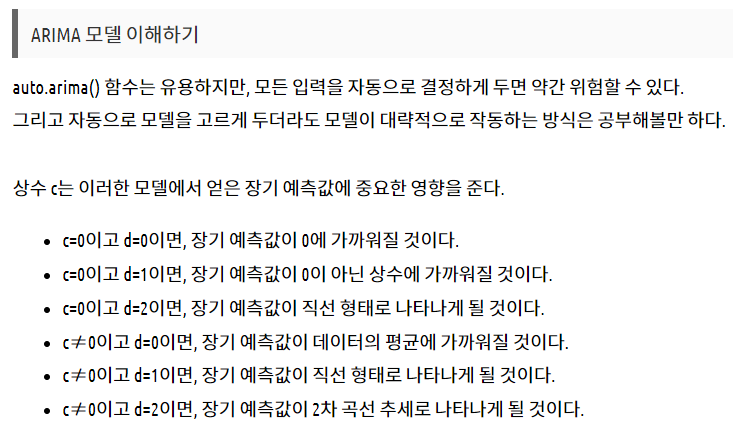 ARIMA 모델 이해하기
auto.arima() 함수는 유용하지만, 모든 입력을 자동으로 결정하게 두면 약간 위험할 수 있다.
그리고 자동으로 모델을 고르게 두더라도 모델이 대략적으로 작동하는 방식은 공부해볼만 하다.
상수 c는 이러한 모델에서 얻은 장기 예측값에 중요한 영향을 준다.
• c=0이고 d=0이면, 장기 예측값이 0에 가까워질 것이다.
• c=0이고 d=1이면, 장기 예측값이 0이 아닌 상수에 가까워질 것이다.
• c=0이고 d=2이면, 장기 예측값이 직선 형태로 나타나게 될 것이다.
• c≠0이고 d=0이면, 장기 예측값이 데이터의 평균에 가까워질 것이다.
• c≠0이고 d=1이면, 장기 예측값이 직선 형태로 나타나게 될 것이다.
• c≠0이고 d=2이면, 장기 예측값이 2차 곡선 추세로 나타나게 될 것이다.